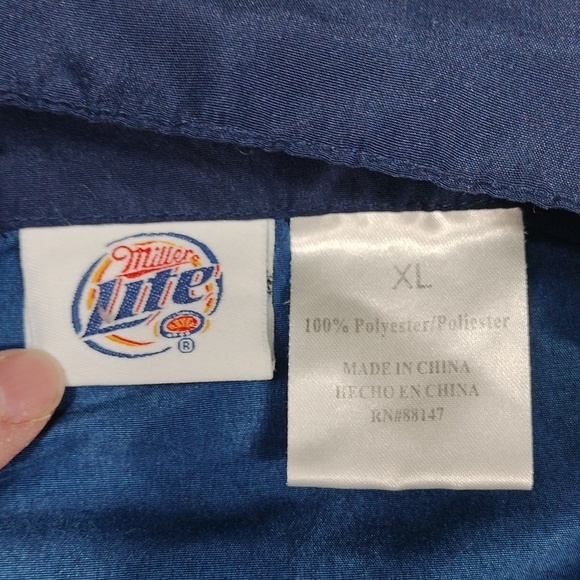 Miller
Lite
®
XL
100% Polyester/Poliester
MADE IN CHINA
HECHO EN CHINA
RN#88147